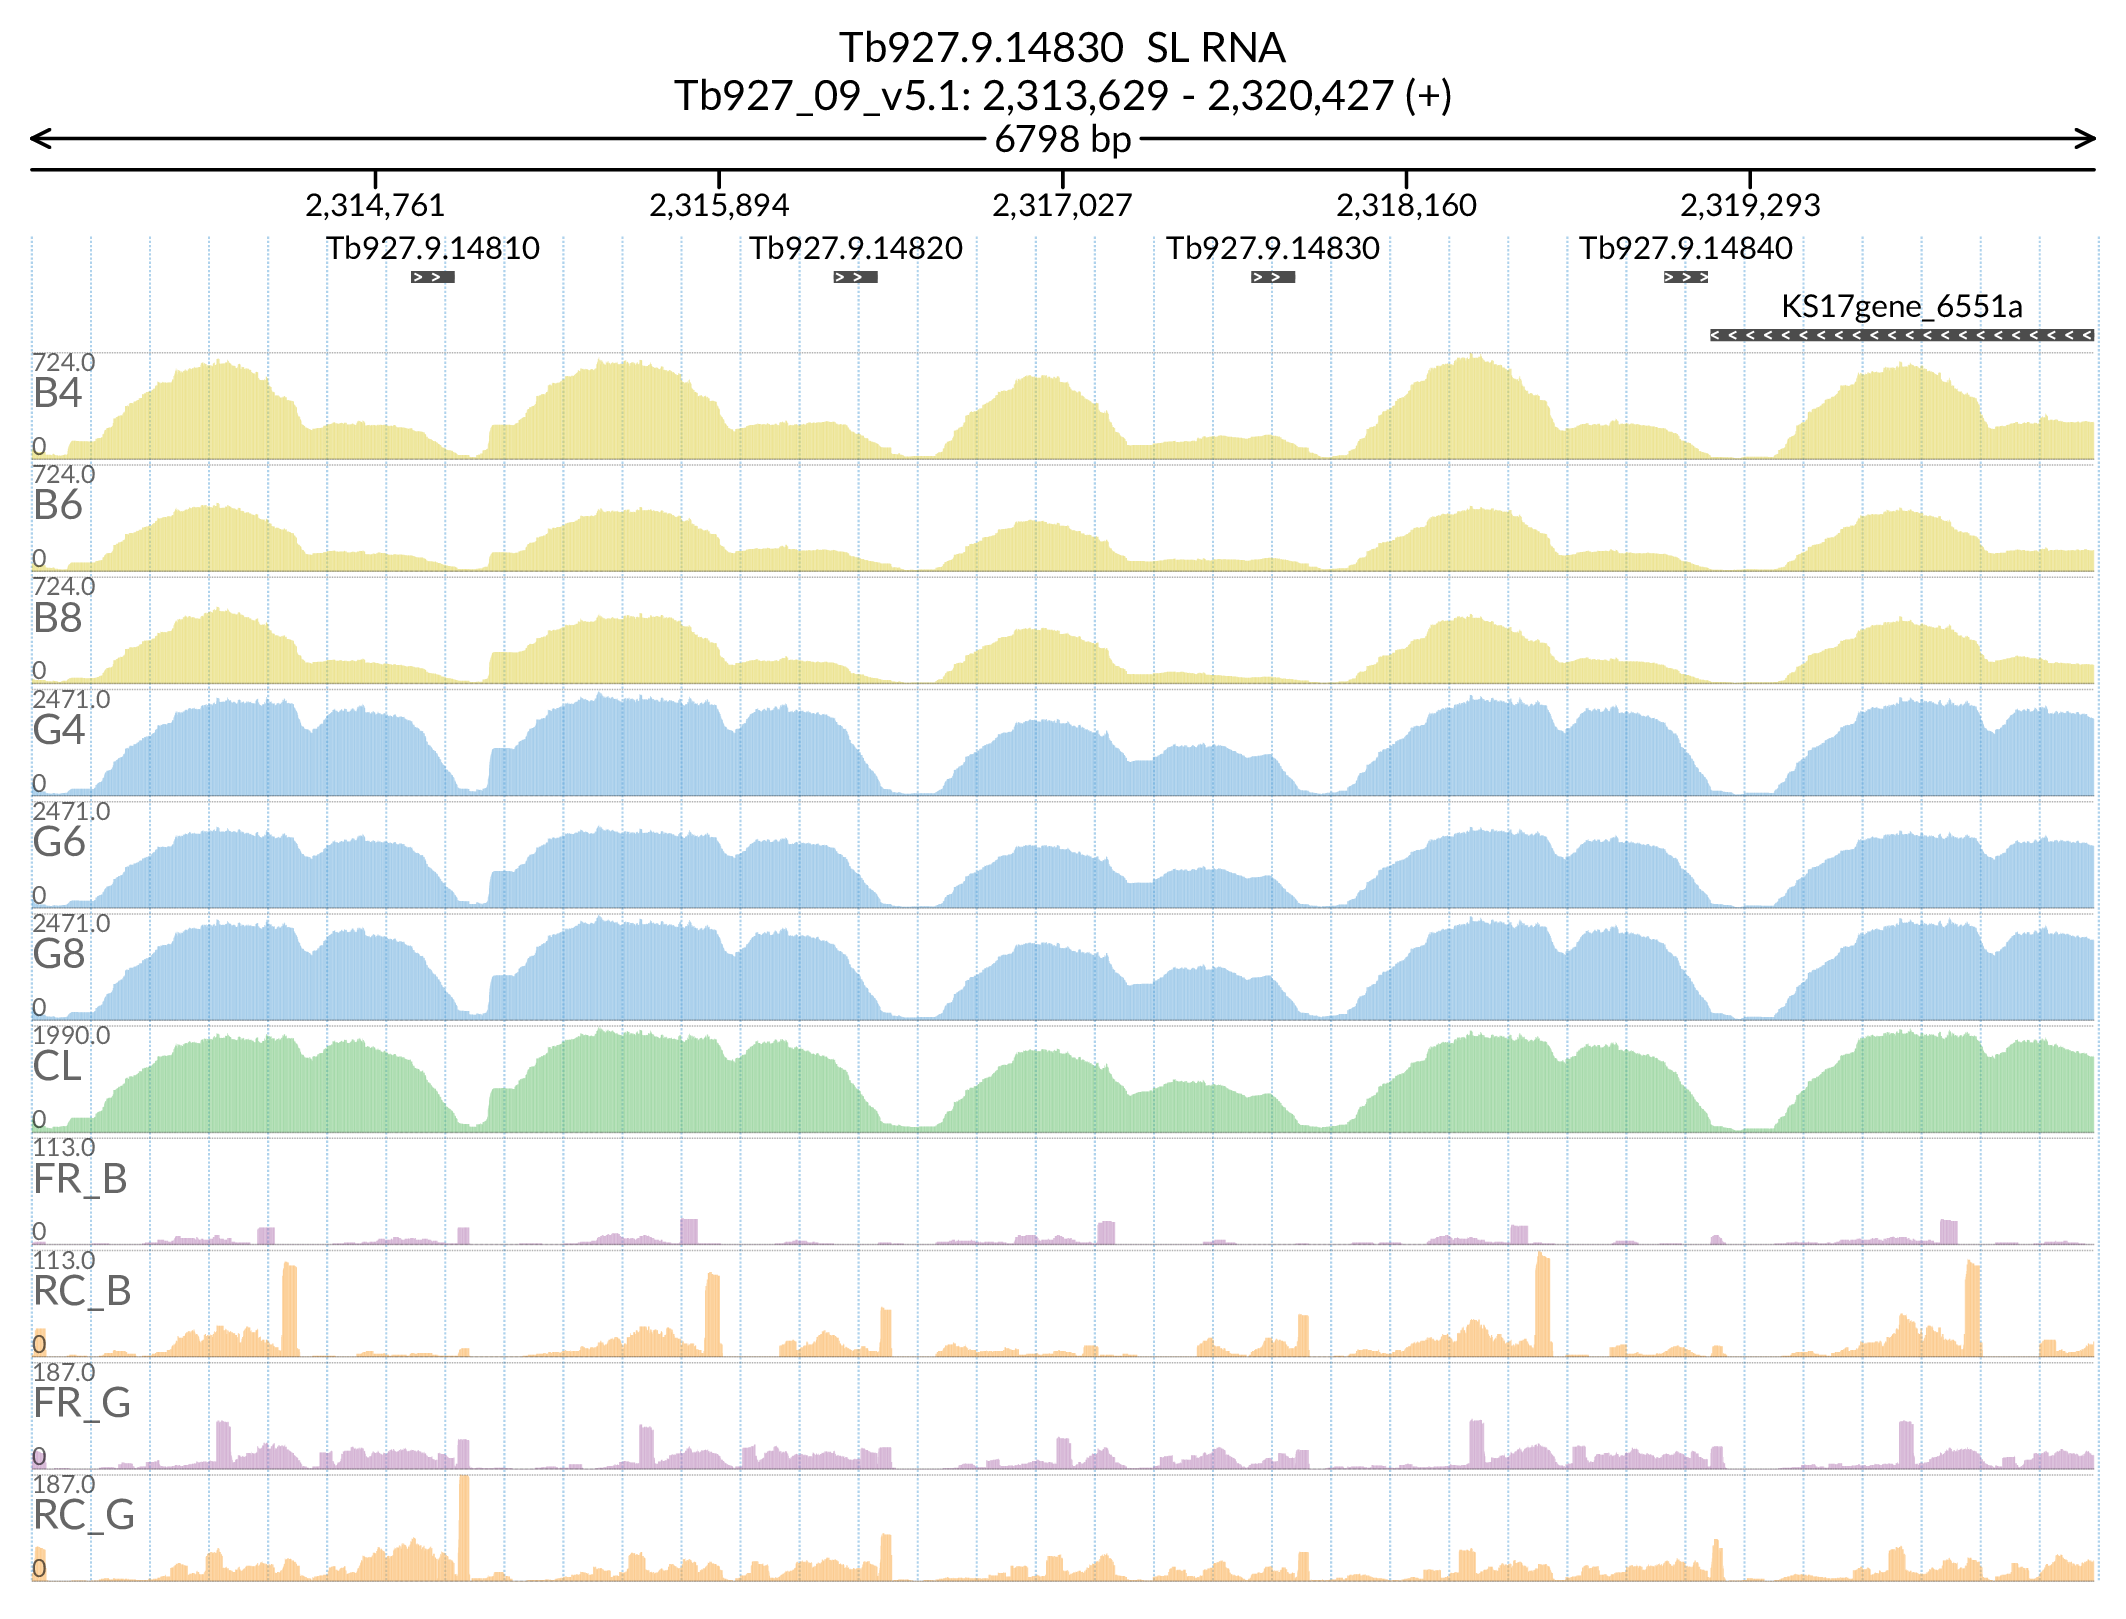 Tb927.9.14830  SL RNA
Tb927_09_v5.1: 2,313,629 - 2,320,427 (+)
6798 bp
2,314,761 2,315,894 2,317,027 2,318,160 2,319,293
Tb927.9.14810 Tb927.9.14820 Tb927.9.14830 Tb927.9.14840
KS17gene_6551a
724.0
B4
0
724.0
B6
0
724.0
B8
0
2471.0
G4
0
2471.0
G6
0
2471.0
G8
0
1990.0
CL
0
113.0
FR_B
0
113.0
RC_B
0
187.0
FR_G
0
187.0
RC_G
0